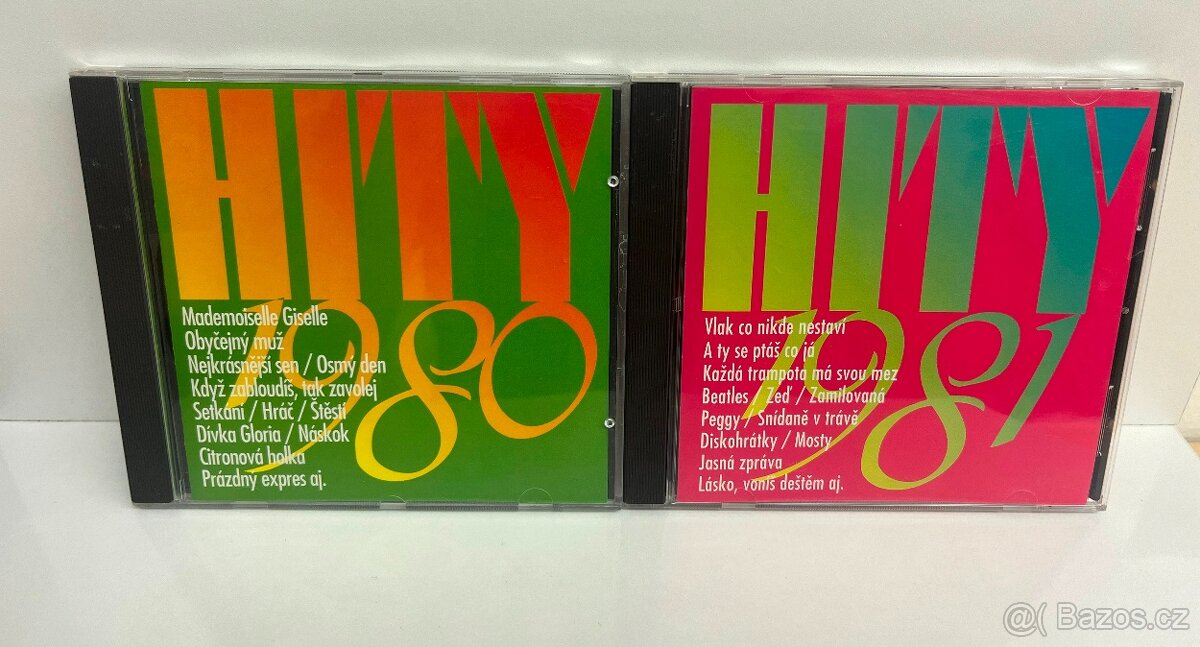 HITY
1980
Mademoiselle Giselle
Obyčejný muž
Nejkrásnější sen / Osmý den
Když zabloudíš, tak zavolej
Setkání / Hráč / Štěstí
Dívka Gloria / Náskok
Citronová holka
Prázdný expres aj.
HITY
1981
Vlak co nikde nestaví
A ty se ptáš co já
Každá trampota má svou mez
Beatles / Zeď / Zamilovaná
Peggy / Snídaně v trávě
Diskohrátky / Mosty
Jasná zpráva
Lásko, voníš deštěm aj.
@( Bazos.cz